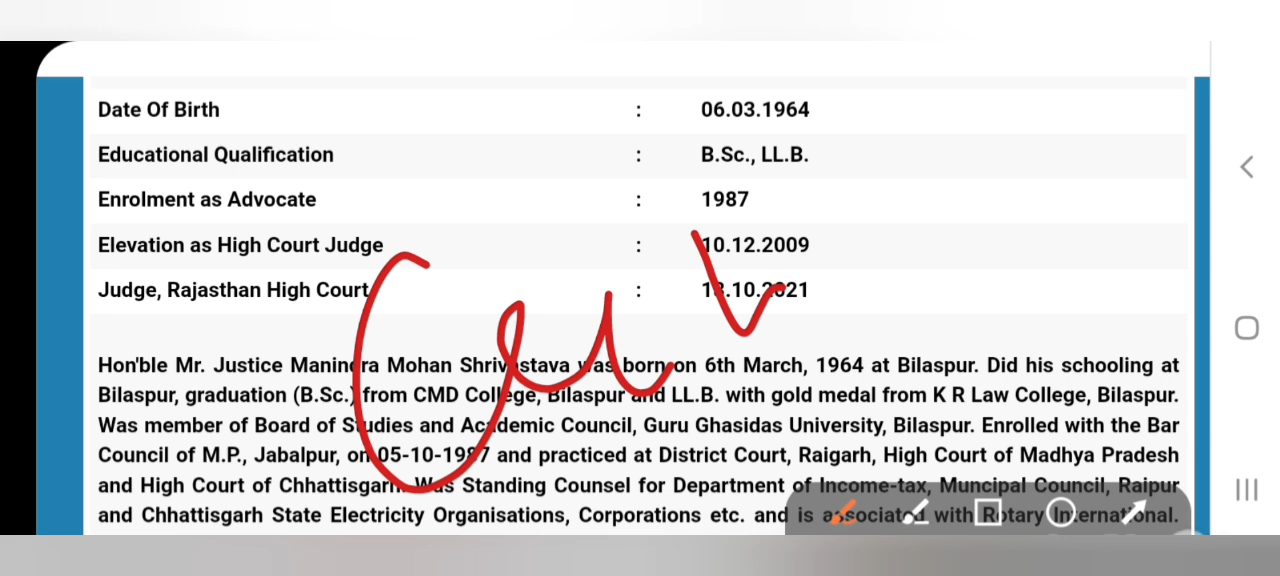 Date Of Birth : 06.03.1964
Educational Qualification : B.Sc., LL.B.
Enrolment as Advocate : 1987
Elevation as High Court Judge : 10.12.2009
Judge, Rajasthan High Court : 18.10.2021
Hon'ble Mr. Justice Manindra Mohan Shrivastava was born on 6th March, 1964 at Bilaspur. Did his schooling at
Bilaspur, graduation (B.Sc.) from CMD College, Bilaspur and LL.B. with gold medal from K R Law College, Bilaspur.
Was member of Board of Studies and Academic Council, Guru Ghasidas University, Bilaspur. Enrolled with the Bar
Council of M.P., Jabalpur, on 05-10-1987 and practiced at District Court, Raigarh, High Court of Madhya Pradesh
and High Court of Chhattisgarh. Was Standing Counsel for Department of Income-tax, Muncipal Council, Raipur
and Chhattisgarh State Electricity Organisations, Corporations etc. and is associated with Rotary International.